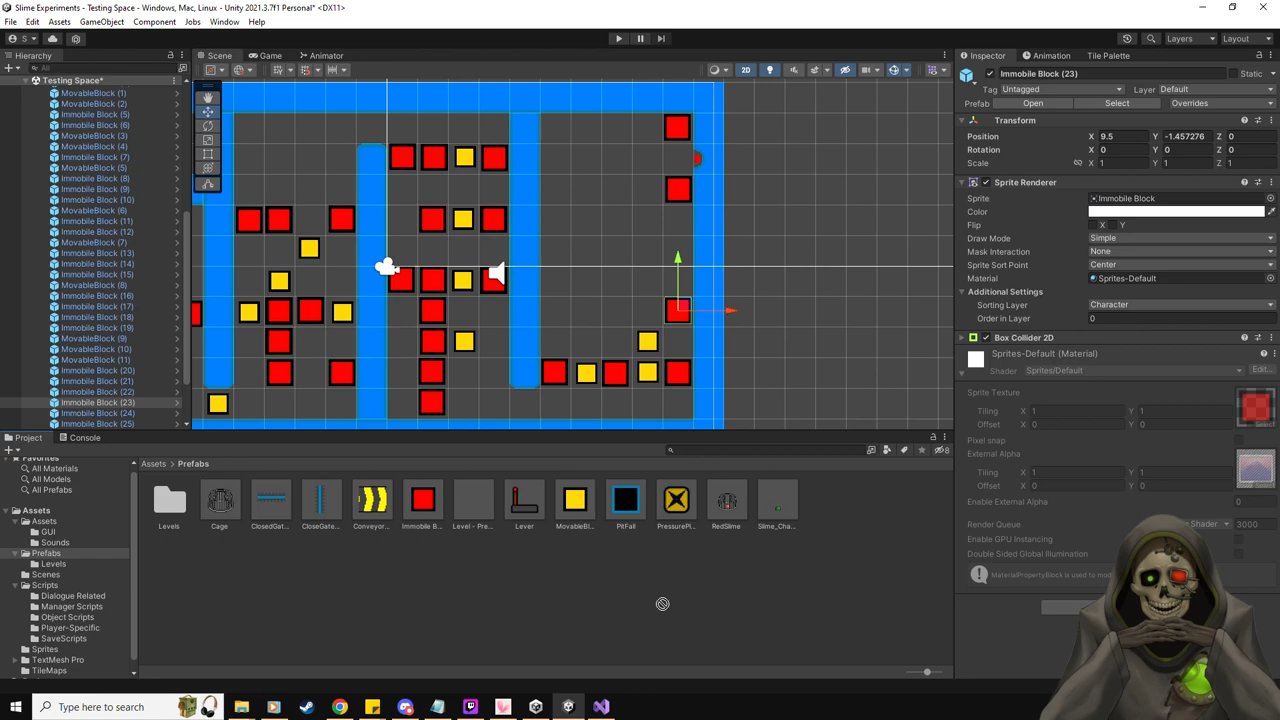 Slime Experiments - Testing Space - Windows, Mac, Linux - Unity 2021.3.7f1 Personal* <DX11>
File Edit Assets GameObject Component Jobs Window Help
S
Layers Layout
Hierarchy
All
Testing Space*
MovableBlock (1)
MovableBlock (2)
Immobile Block (5)
Immobile Block (6)
MovableBlock (3)
MovableBlock (4)
Immobile Block (7)
Immobile Block (8)
Immobile Block (9)
Immobile Block (10)
MovableBlock (6)
Immobile Block (11)
Immobile Block (12)
MovableBlock (7)
Immobile Block (13)
Immobile Block (14)
Immobile Block (15)
MovableBlock (8)
Immobile Block (16)
Immobile Block (17)
Immobile Block (18)
Immobile Block (19)
MovableBlock (9)
MovableBlock (10)
MovableBlock (11)
Immobile Block (20)
Immobile Block (21)
Immobile Block (22)
Immobile Block (23)
Immobile Block (24)
Immobile Block (25)
Scene Game Animator
2D
Inspector Animation Tile Palette
Immobile Block (23) Static
Tag Untagged Layer Default
Prefab Open Select Overrides
Transform
Position X 9.5 Y -1.457276 Z 0
Rotation X 0 Y 0 Z 0
Scale X 1 Y 1 Z 1
Sprite Renderer
Sprite Immobile Block
Color
Flip X Y
Draw Mode Simple
Mask Interaction None
Sprite Sort Point Center
Material Sprites-Default
Additional Settings
Sorting Layer Character
Order in Layer 0
Box Collider 2D
Sprites-Default (Material)
Shader Sprites/Default Edit...
Sprite Texture
Tiling X 1 Y 1
Offset X 0 Y 0
Select
Pixel snap
External Alpha
Tiling X 1 Y 1
Offset X 0 Y 0
Select
Enable External Alpha 0
Render Queue Shader 3000
Enable GPU Instancing
Double Sided Global Illumination
MaterialPropertyBlock is used to mod
Project Console
8
Favorites
All Materials
All Models
All Prefabs
Assets
Assets
GUI
Sounds
Prefabs
Levels
Scenes
Scripts
Dialogue Related
Manager Scripts
Object Scripts
Player-Specific
SaveScripts
Sprites
TextMesh Pro
TileMaps
Assets > Prefabs
Levels Cage ClosedGat... CloseGate... Conveyor... Immobile B... Level - Pre... Lever MovableBl... PitFall PressurePl... RedSlime Slime_Cha...
Type here to search